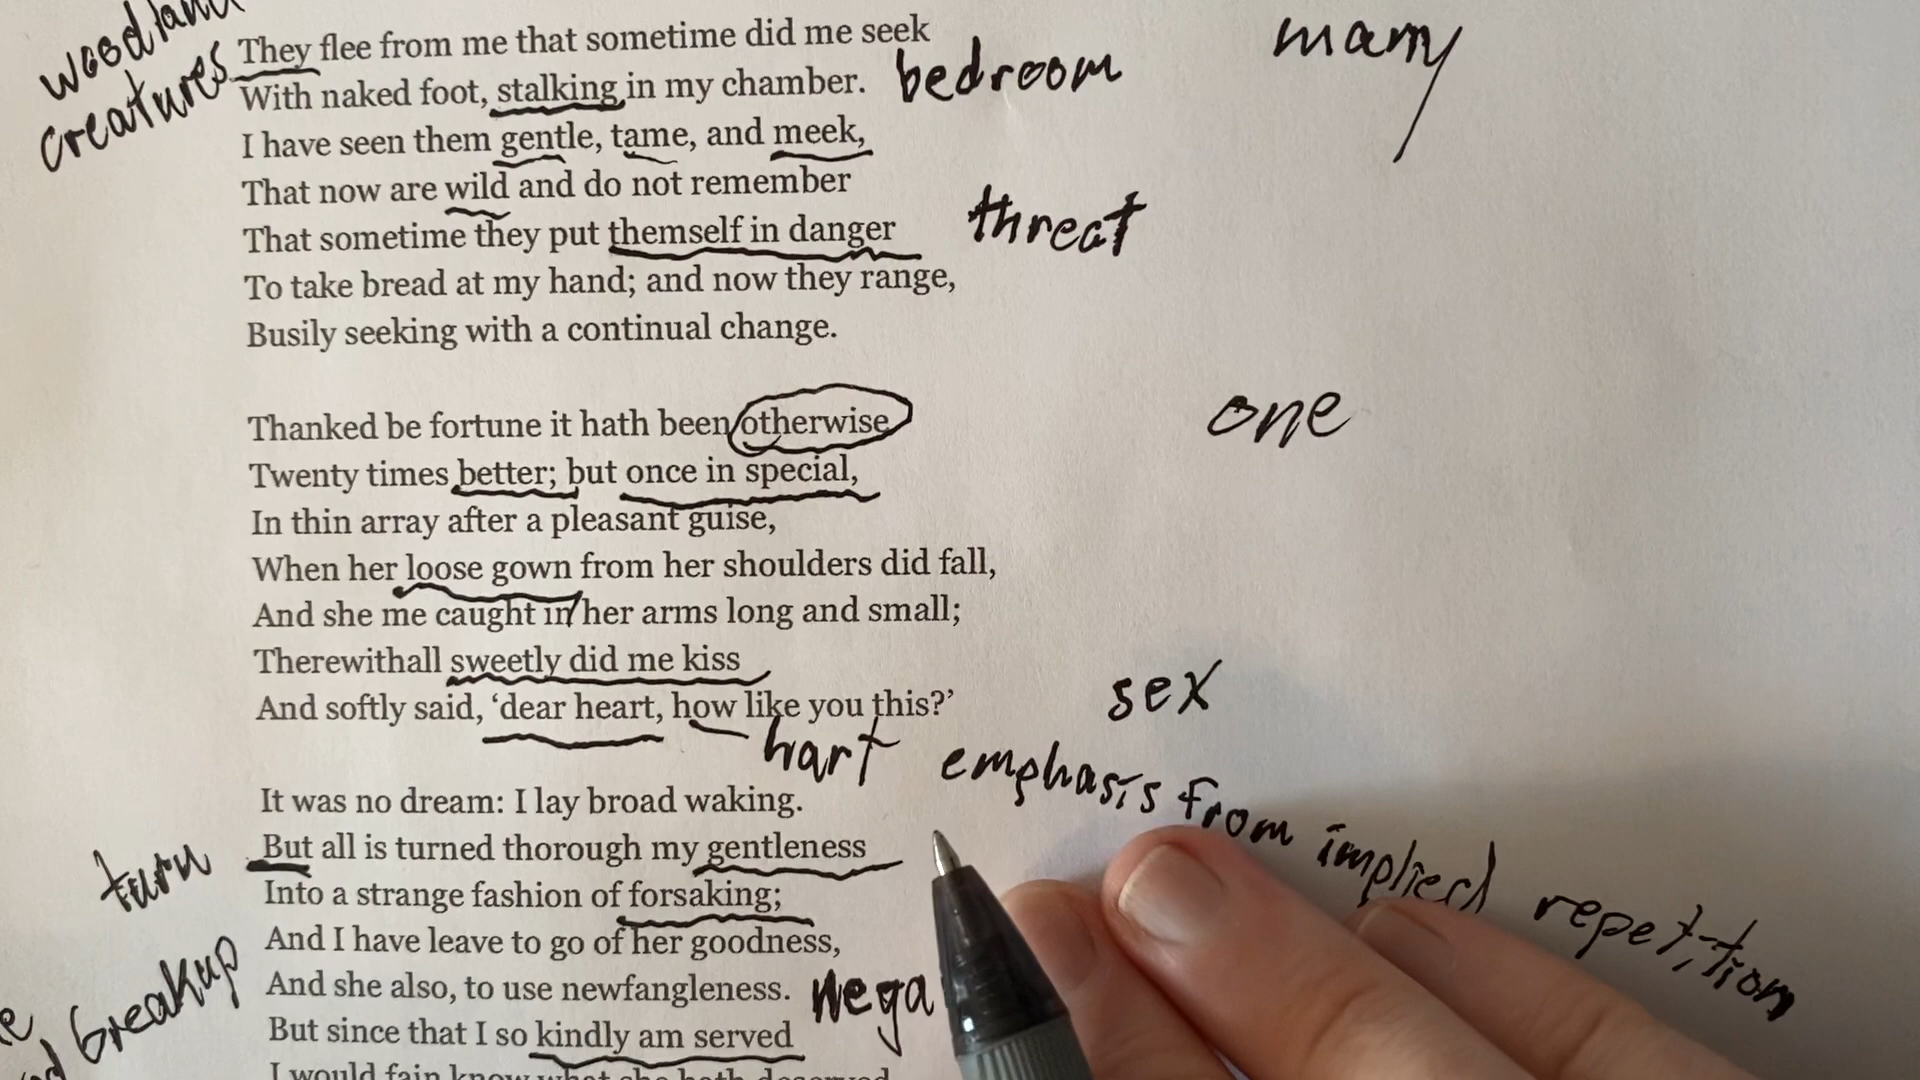 woodland
creatures
They flee from me that sometime did me seek
With naked foot, stalking in my chamber.
bedroom
many
I have seen them gentle, tame, and meek,
That now are wild and do not remember
That sometime they put themself in danger
threat
To take bread at my hand; and now they range,
Busily seeking with a continual change.
Thanked be fortune it hath been otherwise
one
Twenty times better; but once in special,
In thin array after a pleasant guise,
When her loose gown from her shoulders did fall,
And she me caught in her arms long and small;
Therewithall sweetly did me kiss
And softly said, ‘dear heart, how like you this?’
sex
hart
emphasis from implied repetition
It was no dream: I lay broad waking.
turn
But all is turned thorough my gentleness
Into a strange fashion of forsaking;
And I have leave to go of her goodness,
And she also, to use newfangleness.
nega
breakup
But since that I so kindly am served
I would fain know what she hath deserved